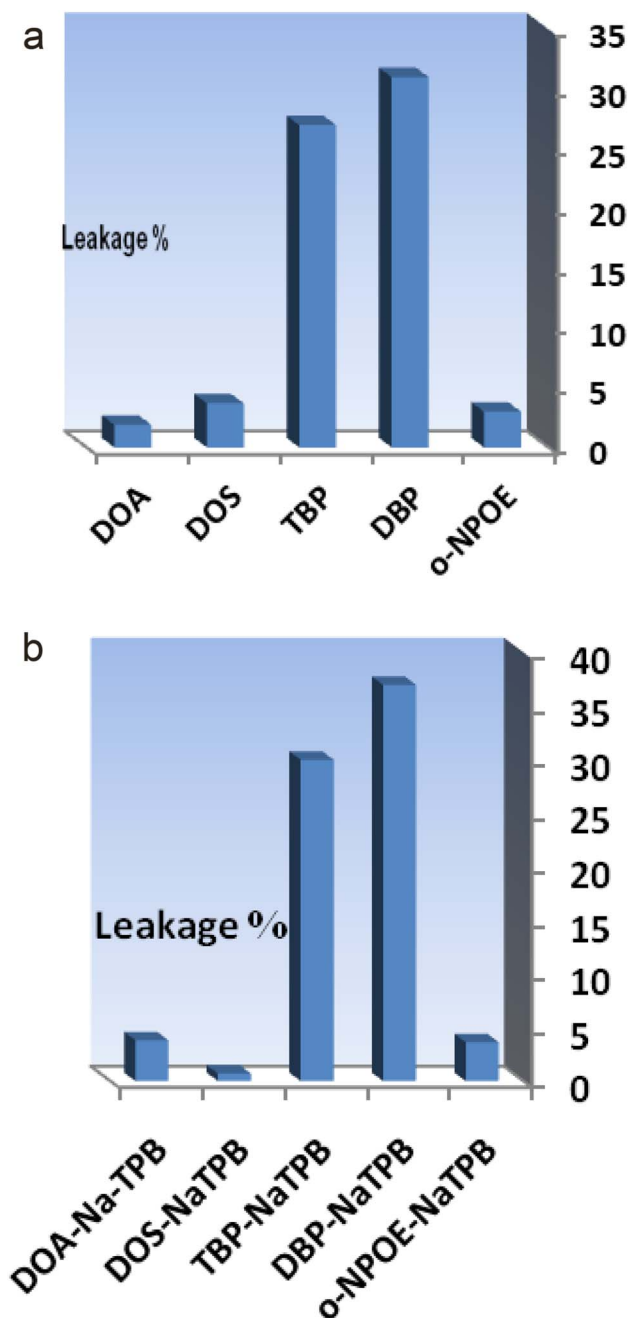 a
35
30
25
20
15
10
5
0
Leakage %
DOA
DOS
TBP
DBP
o-NPOE
b
40
35
30
25
20
15
10
5
0
Leakage %
DOA-Na-TPB
DOS-NaTPB
TBP-NaTPB
DBP-NaTPB
o-NPOE-NaTPB